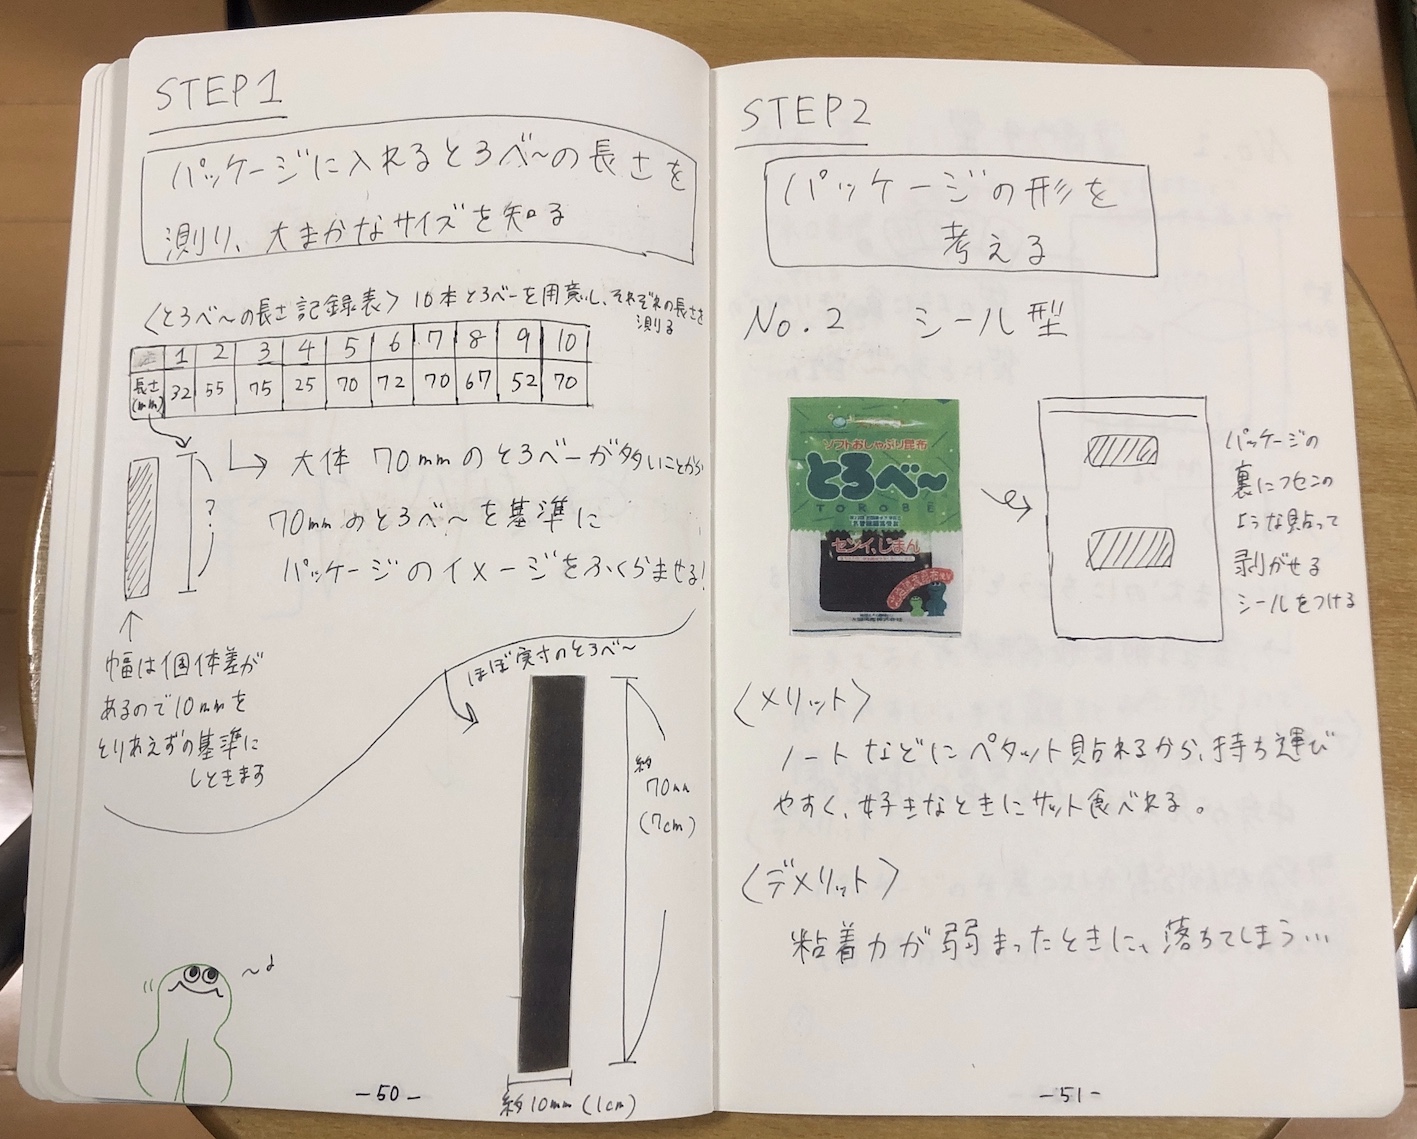 STEP1
パッケージに入れるとろべ〜の長さを
測り、大まかなサイズを知る
〈とろべ〜の長さ記録表〉 10本とろべーを用意し、それぞれの長さを
測る
1 2 3 4 5 6 7 8 9 10
長さ(mm) 32 55 75 25 70 72 70 67 52 70
大体 70mmのとろべーが多いことから
70mmのとろべ〜を基準に
パッケージのイメージをふくらませる!
?
幅は個体差が
あるので10mmを
とりあえずの基準に
しときます
ほぼ実寸のとろべ〜
約
70mm
(7cm)
〜♪
約10mm(1cm)
-50-
STEP2
パッケージの形を
考える
No.2 シール型
ソフトおしゃぶり昆布
とろべ〜
TOROBE
センイ、じまん
パッケージの
裏にフセンの
ような貼って
剥がせる
シールをつける
〈メリット〉
ノートなどにペタット貼れるから、持ち運び
やすく、好きなときにサット食べれる。
〈デメリット〉
粘着力が弱まったときに、落ちてしまう…
-51-